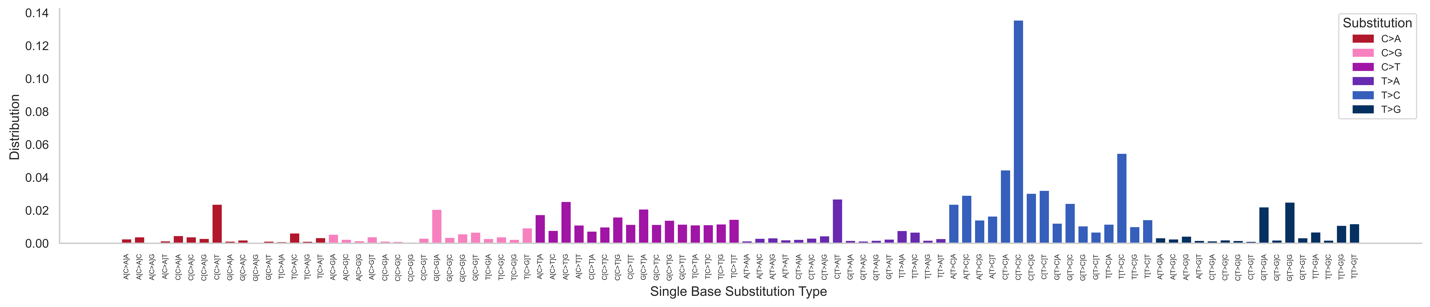 0.14
0.12
0.10
0.08
0.06
0.04
0.02
0.00
Distribution
Substitution
C>A
C>G
C>T
T>A
T>C
T>G
A[C>A]A A[C>A]C A[C>A]G A[C>A]T C[C>A]A C[C>A]C C[C>A]G C[C>A]T G[C>A]A G[C>A]C G[C>A]G G[C>A]T T[C>A]A T[C>A]C T[C>A]G T[C>A]T A[C>G]A A[C>G]C A[C>G]G A[C>G]T C[C>G]A C[C>G]C C[C>G]G C[C>G]T G[C>G]A G[C>G]C G[C>G]G G[C>G]T T[C>G]A T[C>G]C T[C>G]G T[C>G]T A[C>T]A A[C>T]C A[C>T]G A[C>T]T C[C>T]A C[C>T]C C[C>T]G C[C>T]T G[C>T]A G[C>T]C G[C>T]G G[C>T]T T[C>T]A T[C>T]C T[C>T]G T[C>T]T A[T>A]A A[T>A]C A[T>A]G A[T>A]T C[T>A]A C[T>A]C C[T>A]G C[T>A]T G[T>A]A G[T>A]C G[T>A]G G[T>A]T T[T>A]A T[T>A]C T[T>A]G T[T>A]T A[T>C]A A[T>C]C A[T>C]G A[T>C]T C[T>C]A C[T>C]C C[T>C]G C[T>C]T G[T>C]A G[T>C]C G[T>C]G G[T>C]T T[T>C]A T[T>C]C T[T>C]G T[T>C]T A[T>G]A A[T>G]C A[T>G]G A[T>G]T C[T>G]A C[T>G]C C[T>G]G C[T>G]T G[T>G]A G[T>G]C G[T>G]G G[T>G]T T[T>G]A T[T>G]C T[T>G]G T[T>G]T
Single Base Substitution Type